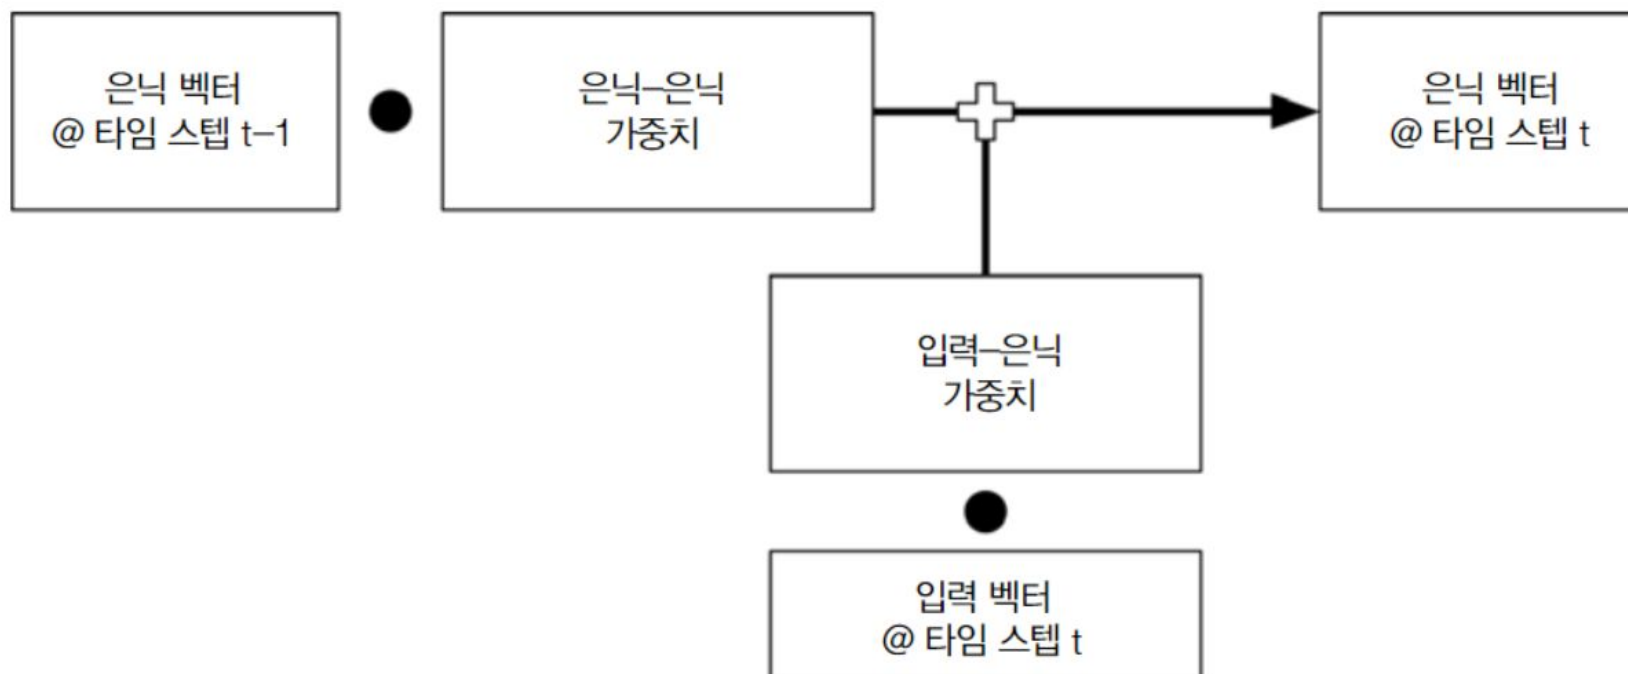 은닉 벡터
@ 타임 스텝 t-1
은닉-은닉
가중치
은닉 벡터
@ 타임 스텝 t
입력-은닉
가중치
입력 벡터
@ 타임 스텝 t